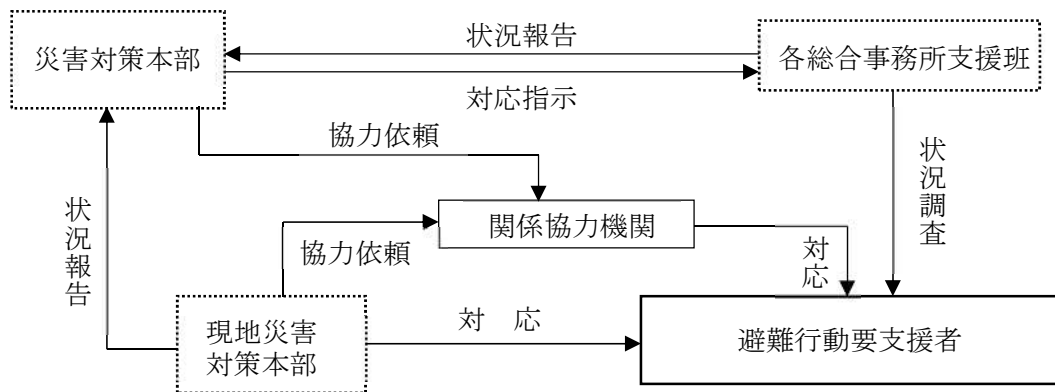 災害対策本部
状況報告
対応指示
各総合事務所支援班
協力依頼
状況調査
状況報告
関係協力機関
協力依頼
対応
現地災害
対策本部
対　応
避難行動要支援者